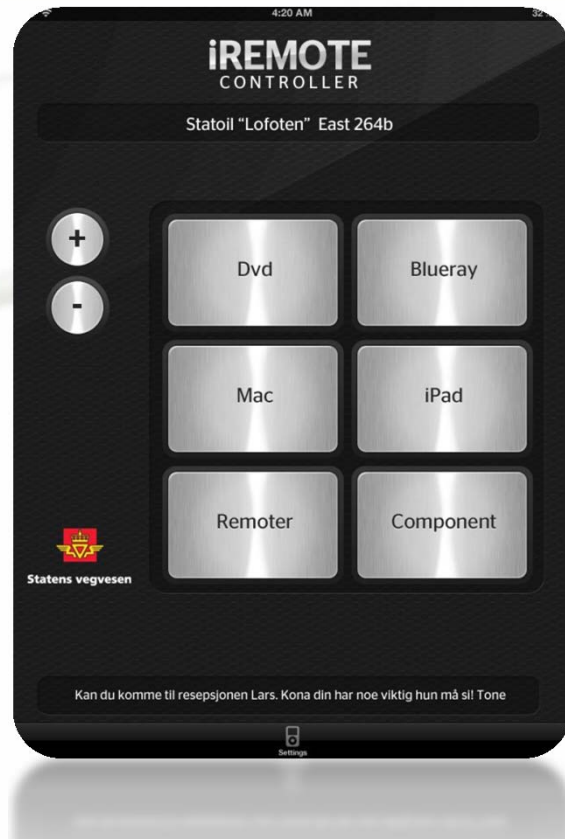 4:20 AM
32
iREMOTE
CONTROLLER
Statoil “Lofoten” East 264b
+
-
Dvd
Blueray
Mac
iPad
Remoter
Component
Statens vegvesen
Kan du komme til resepsjonen Lars. Kona din har noe viktig hun må si! Tone
Settings